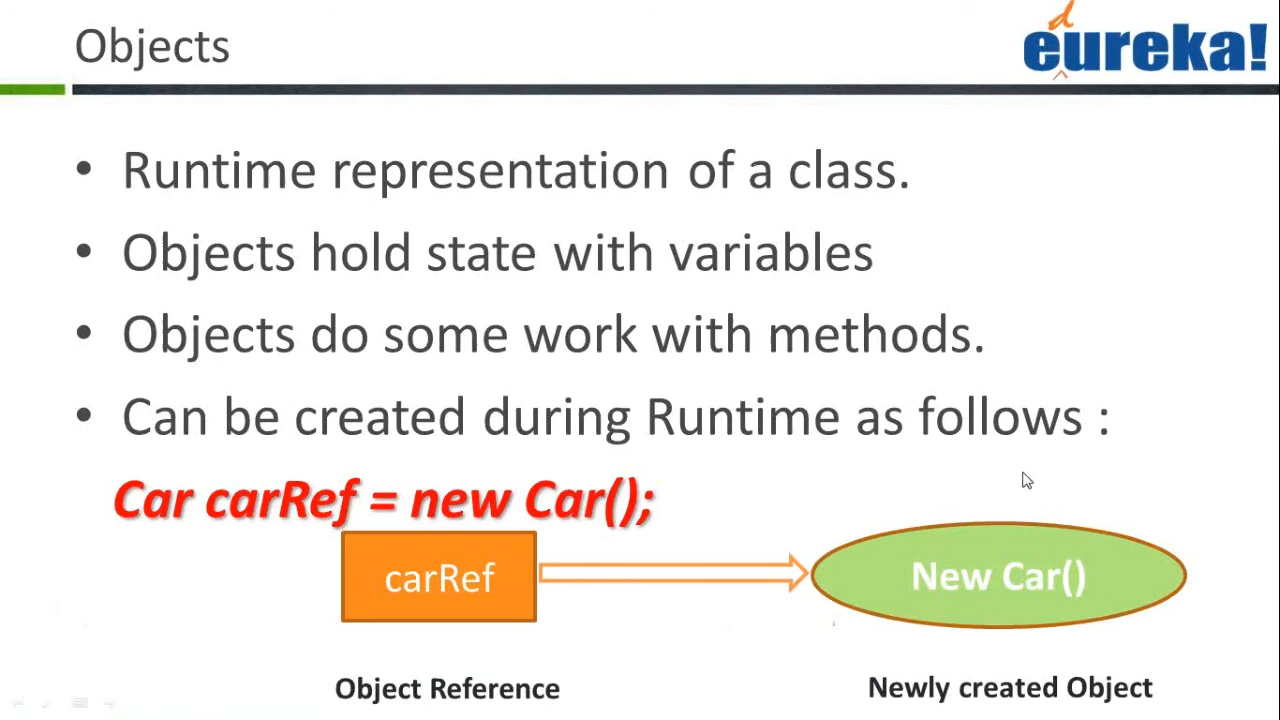 Objects
edureka!
• Runtime representation of a class.
• Objects hold state with variables
• Objects do some work with methods.
• Can be created during Runtime as follows :
Car carRef = new Car();
carRef
New Car()
Object Reference
Newly created Object